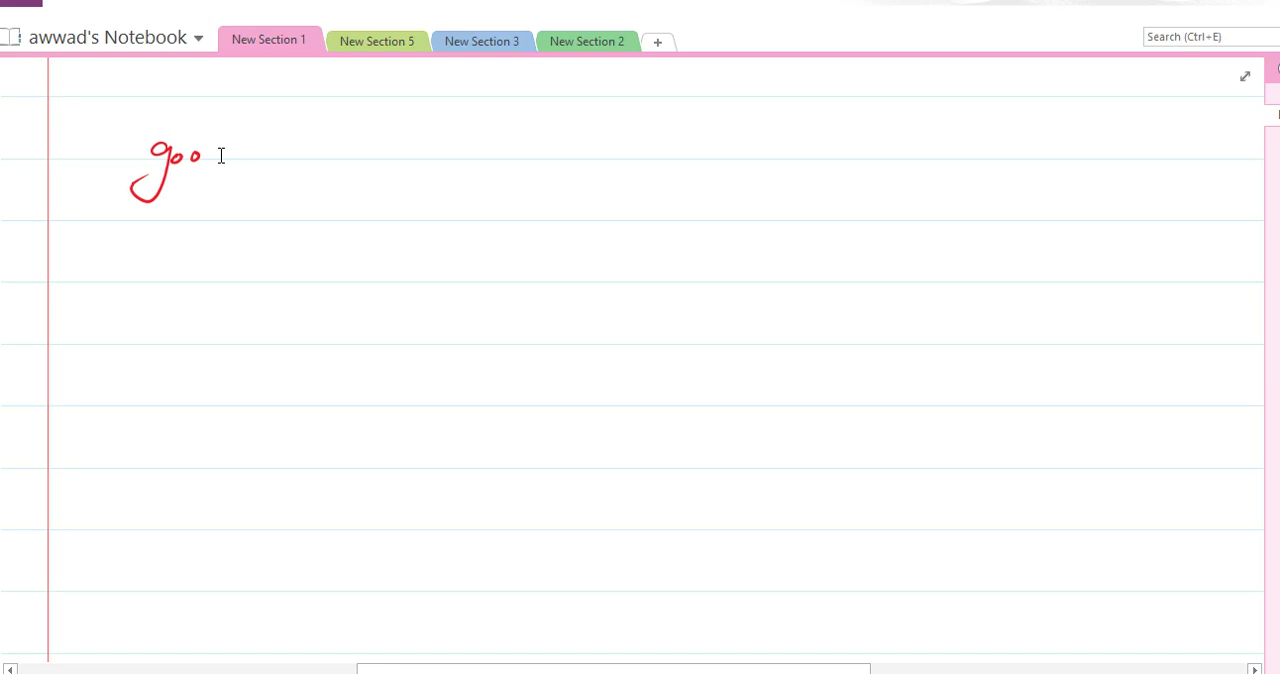 awwad's Notebook
New Section 1
New Section 5
New Section 3
New Section 2
+
Search (Ctrl+E)
goo